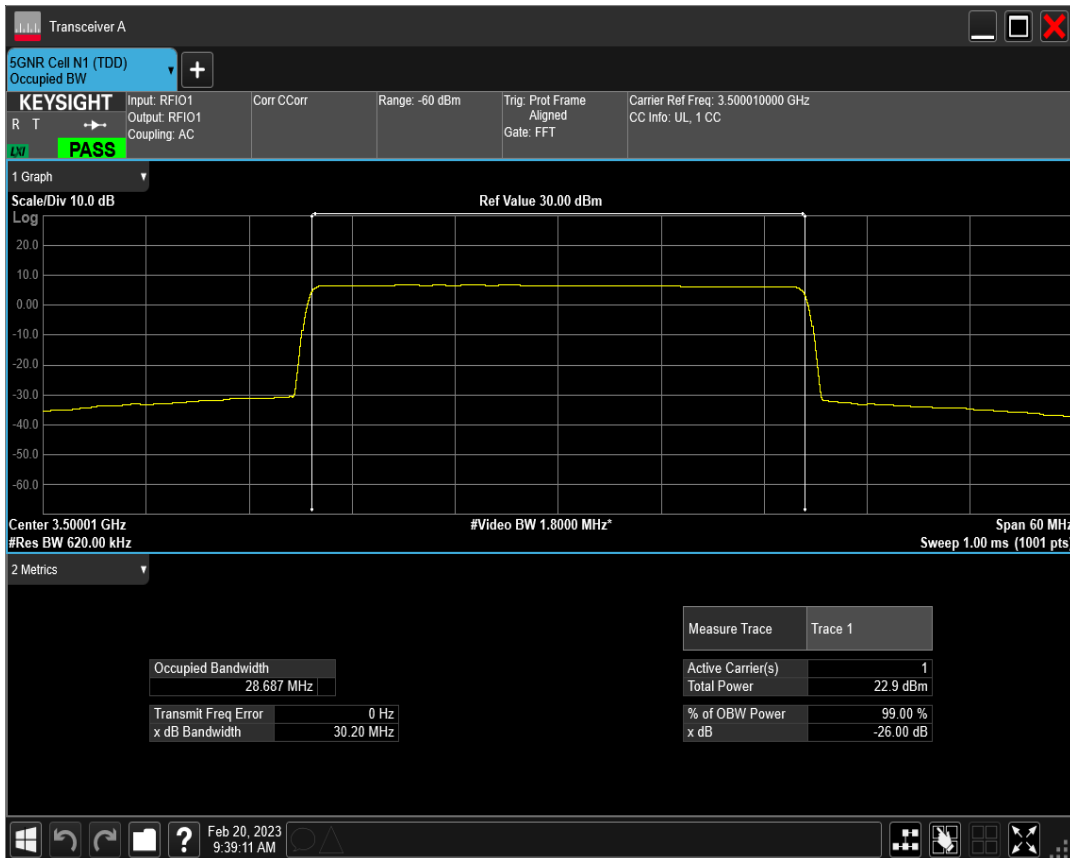 Transceiver A
5GNR Cell N1 (TDD)
Occupied BW
+
KEYSIGHT
R T
LXI
PASS
Input: RFIO1
Output: RFIO1
Coupling: AC
Corr CCorr
Range: -60 dBm
Trig: Prot Frame
Aligned
Gate: FFT
Carrier Ref Freq: 3.500010000 GHz
CC Info: UL, 1 CC
1 Graph
Scale/Div 10.0 dB
Ref Value 30.00 dBm
Log
20.0
10.0
0.00
-10.0
-20.0
-30.0
-40.0
-50.0
-60.0
Center 3.50001 GHz
#Video BW 1.8000 MHz*
Span 60 MHz
#Res BW 620.00 kHz
Sweep 1.00 ms (1001 pts)
2 Metrics
Measure Trace Trace 1
Occupied Bandwidth
28.687 MHz
Transmit Freq Error 0 Hz
x dB Bandwidth 30.20 MHz
Active Carrier(s) 1
Total Power 22.9 dBm
% of OBW Power 99.00 %
x dB -26.00 dB
?
Feb 20, 2023
9:39:11 AM